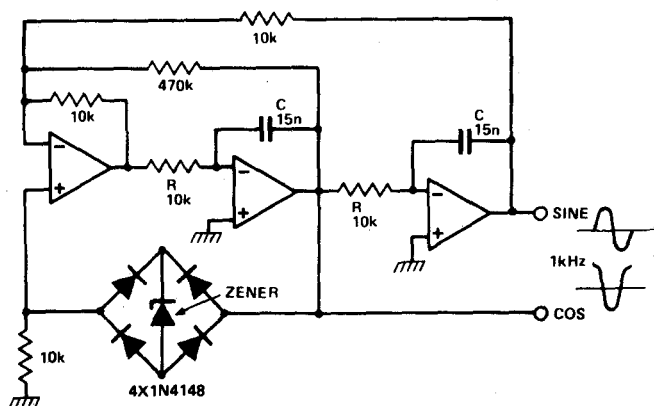 10k
470k
10k
C
15n
C
15n
−
+
R
10k
−
+
R
10k
−
+
SINE
1kHz
ZENER
COS
10k
4X1N4148